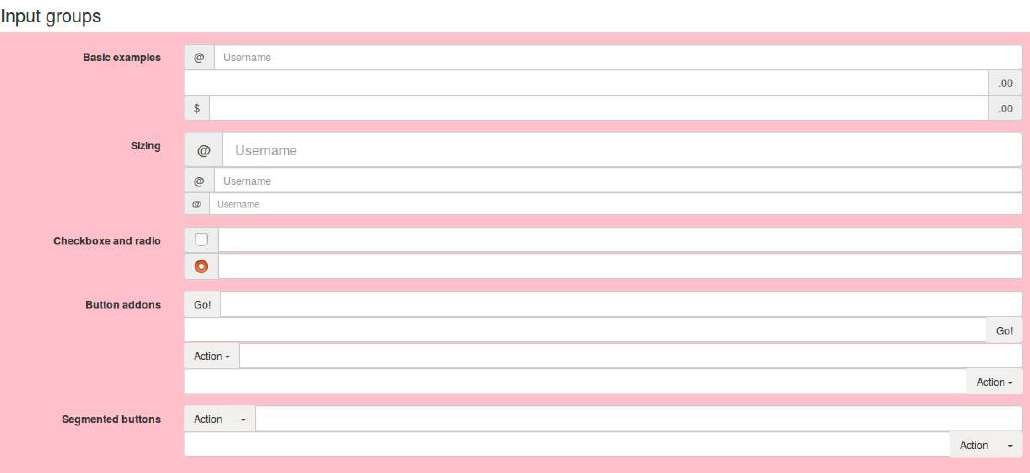 Input groups
Basic examples @ Username
.00
$ .00
Sizing @ Username
@ Username
@ Username
Checkboxe and radio
Button addons Go!
Go!
Action
Action
Segmented buttons Action
Action